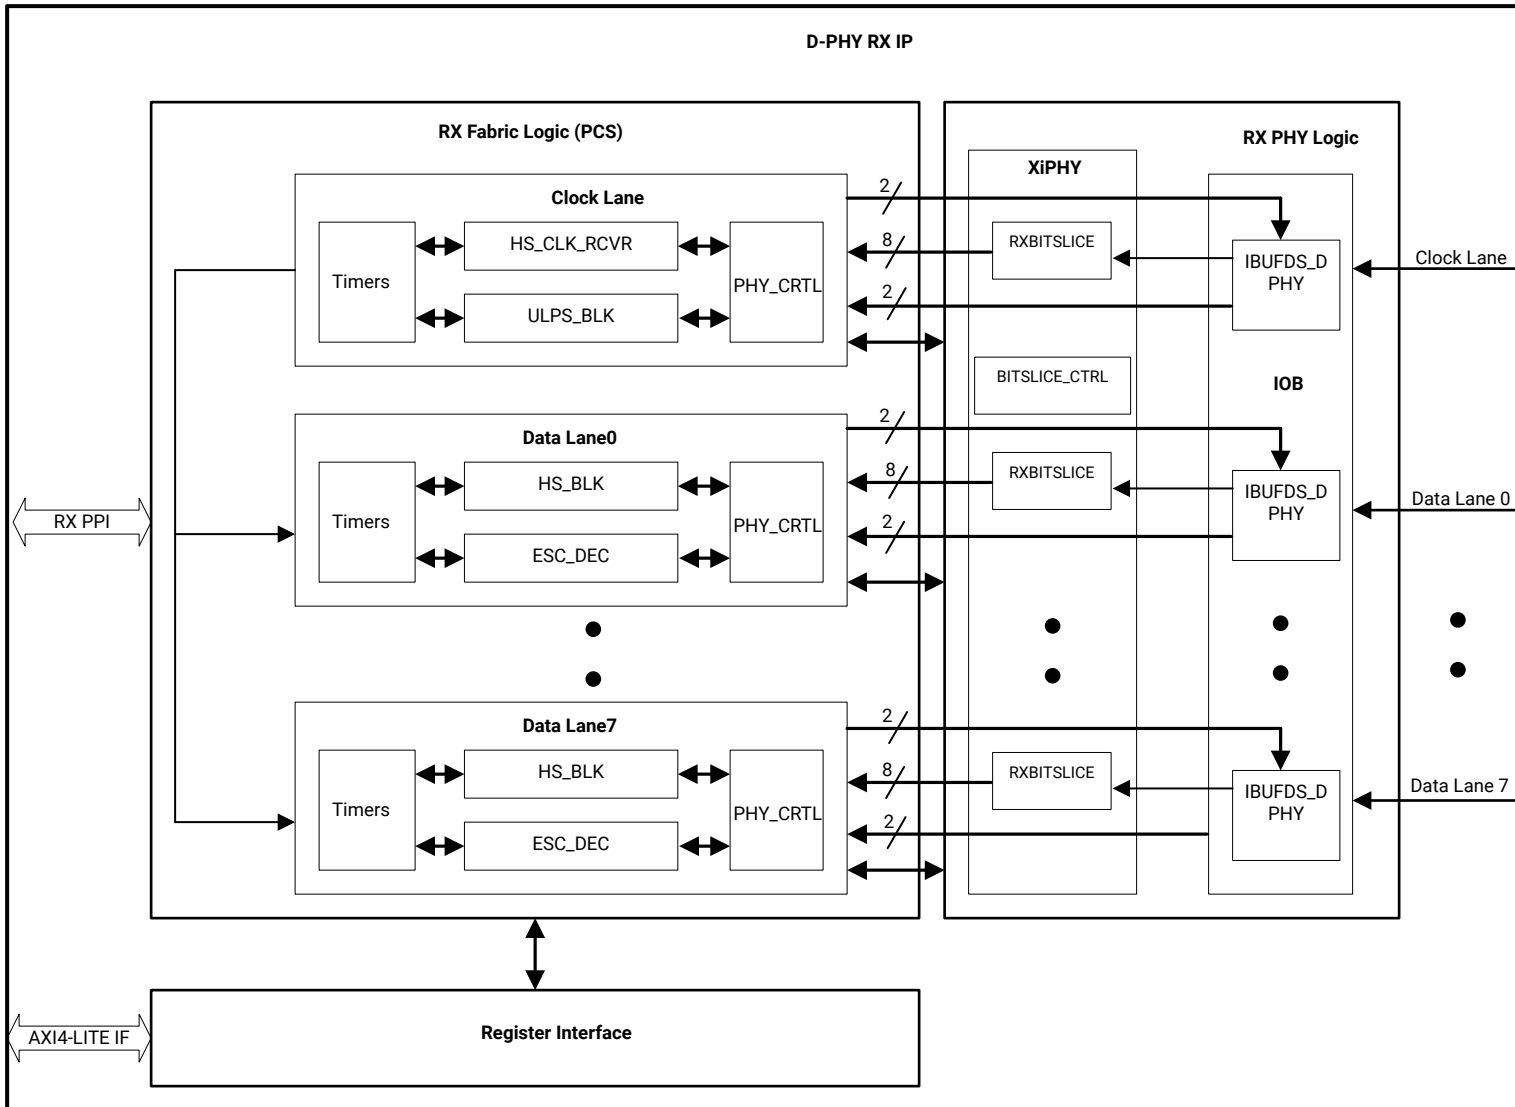 D-PHY RX IP
RX Fabric Logic (PCS)
RX PHY Logic
XiPHY
Clock Lane
2
Timers
HS_CLK_RCVR
ULPS_BLK
PHY_CRTL
8
2
RXBITSLICE
IBUFDS_D
PHY
Clock Lane
BITSLICE_CTRL
IOB
Data Lane0
2
Timers
HS_BLK
ESC_DEC
PHY_CRTL
8
2
RXBITSLICE
IBUFDS_D
PHY
Data Lane 0
RX PPI
Data Lane7
2
Timers
HS_BLK
ESC_DEC
PHY_CRTL
8
2
RXBITSLICE
IBUFDS_D
PHY
Data Lane 7
AXI4-LITE IF
Register Interface